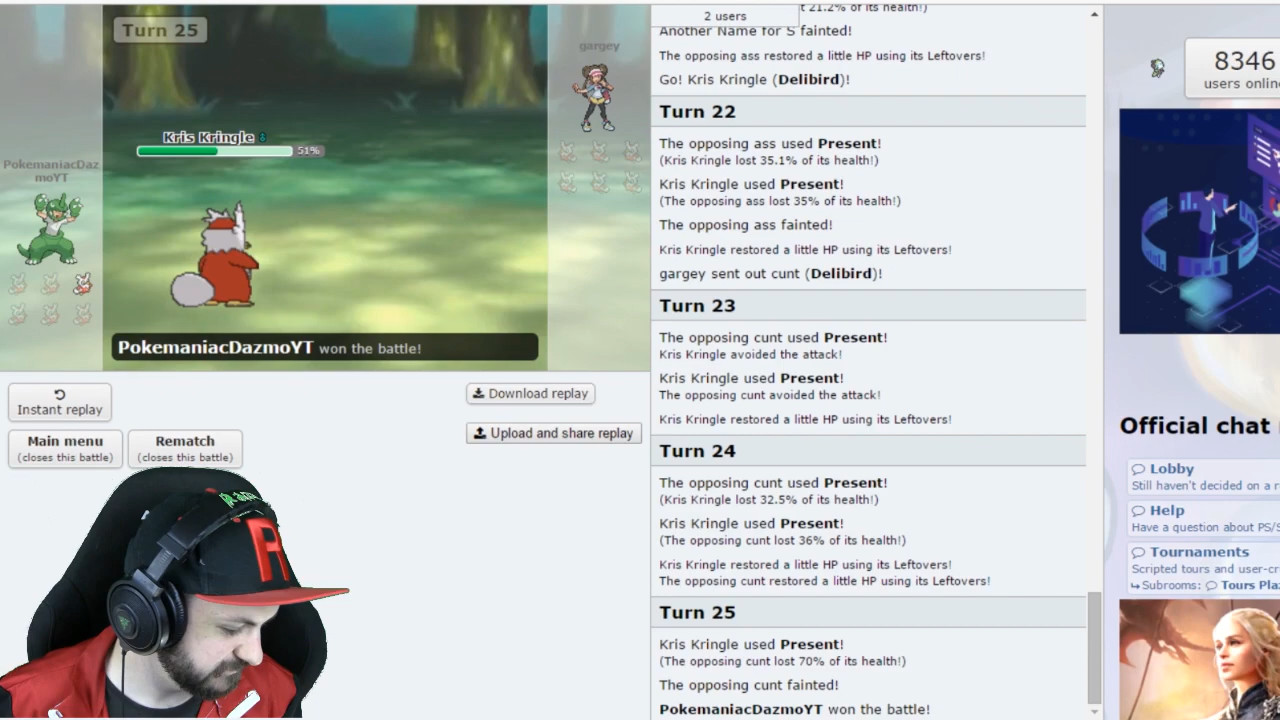 Turn 25
gargey
Kris Kringle
51%
PokemaniacDaz
moYT
PokemaniacDazmoYT won the battle!
Instant replay
Download replay
Upload and share replay
Main menu
(closes this battle)
Rematch
(closes this battle)
R
2 users
t 21.2% of its health!)
Another Name for S fainted!
The opposing ass restored a little HP using its Leftovers!
Go! Kris Kringle (Delibird)!
Turn 22
The opposing ass used Present!
(Kris Kringle lost 35.1% of its health!)
Kris Kringle used Present!
(The opposing ass lost 35% of its health!)
The opposing ass fainted!
Kris Kringle restored a little HP using its Leftovers!
gargey sent out cunt (Delibird)!
Turn 23
The opposing cunt used Present!
Kris Kringle avoided the attack!
Kris Kringle used Present!
The opposing cunt avoided the attack!
Kris Kringle restored a little HP using its Leftovers!
Turn 24
The opposing cunt used Present!
(Kris Kringle lost 32.5% of its health!)
Kris Kringle used Present!
(The opposing cunt lost 36% of its health!)
Kris Kringle restored a little HP using its Leftovers!
The opposing cunt restored a little HP using its Leftovers!
Turn 25
Kris Kringle used Present!
(The opposing cunt lost 70% of its health!)
The opposing cunt fainted!
PokemaniacDazmoYT won the battle!
8346
users online
Official chat
Lobby
Still haven't decided on a r
Help
Have a question about PS/S
Tournaments
Scripted tours and user-cr
Subrooms: Tours Pla